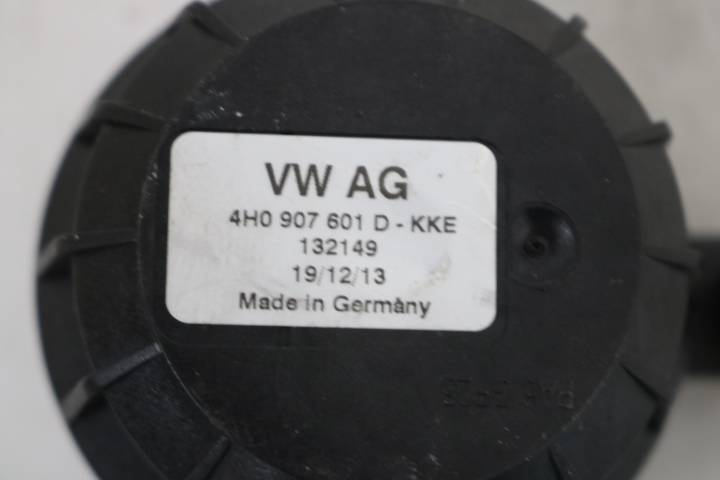 VW AG
4H0 907 601 D - KKE
132149
19/12/13
Made in Germany